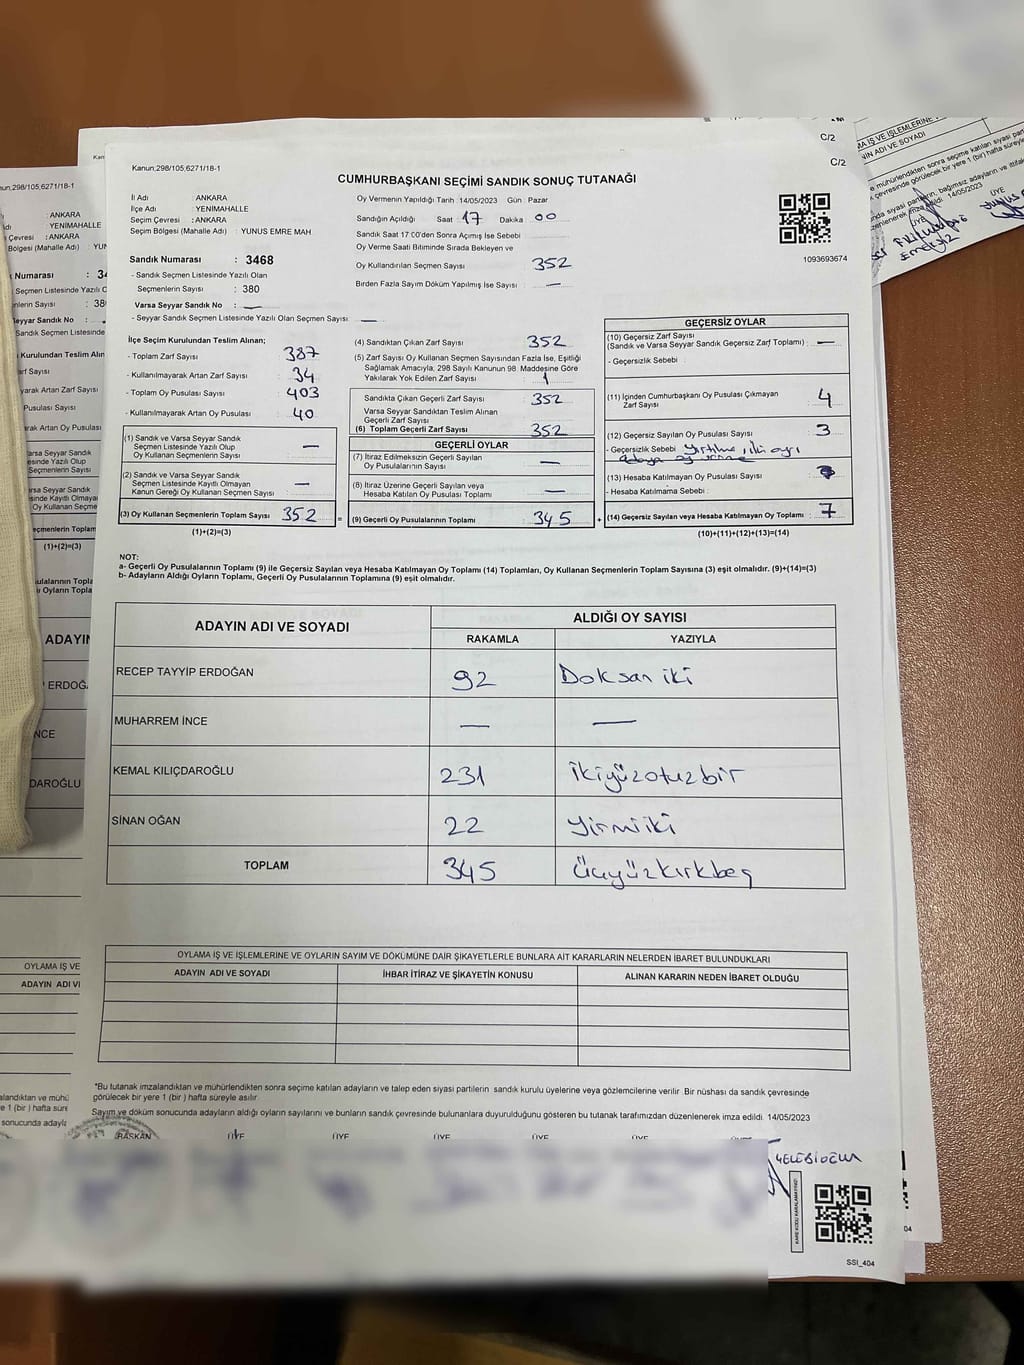 C/2
C/2
Kanun,298/105,6271/18-1
CUMHURBAŞKANI SEÇİMİ SANDIK SONUÇ TUTANAĞI
İl Adı : ANKARA
İlçe Adı : YENİMAHALLE
Seçim Çevresi : ANKARA
Seçim Bölgesi (Mahalle Adı) : YUNUS EMRE MAH
Sandık Numarası : 3468
- Sandık Seçmen Listesinde Yazılı Olan
Seçmenlerin Sayısı : 380
Varsa Seyyar Sandık No : —
- Seyyar Sandık Seçmen Listesinde Yazılı Olan Seçmen Sayısı: —
Oy Vermenin Yapıldığı Tarih :14/05/2023 Gün : Pazar
Sandığın Açıldığı Saat 17 Dakika 00
Sandık Saat 17.00'den Sonra Açımış İse Sebebi
Oy Verme Saati Bitiminde Sırada Bekleyen ve
Oy Kullandırılan Seçmen Sayısı : 352
Birden Fazla Sayım Döküm Yapılmış İse Sayısı : —
1093693674
İlçe Seçim Kurulundan Teslim Alınan;
- Toplam Zarf Sayısı : 387
- Kullanılmayarak Artan Zarf Sayısı : 34
- Toplam Oy Pusulası Sayısı : 403
- Kullanılmayarak Artan Oy Pusulası : 40
(1) Sandık ve Varsa Seyyar Sandık
Seçmen Listesinde Yazılı Olup
Oy Kullanan Seçmenlerin Sayısı : —
(2) Sandık ve Varsa Seyyar Sandık
Seçmen Listesinde Kayıtlı Olmayan
Kanun Gereği Oy Kullanan Seçmen Sayısı : —
(3) Oy Kullanan Seçmenlerin Toplam Sayısı : 352 =
(1)+(2)=(3)
(4) Sandıktan Çıkan Zarf Sayısı : 352
(5) Zarf Sayısı Oy Kullanan Seçmen Sayısından Fazla İse, Eşitliği
Sağlamak Amacıyla, 298 Sayılı Kanunun 98. Maddesine Göre
Yakılarak Yok Edilen Zarf Sayısı :
Sandıkta Çıkan Geçerli Zarf Sayısı : 352
Varsa Seyyar Sandıktan Teslim Alınan
Geçerli Zarf Sayısı :
(6) Toplam Geçerli Zarf Sayısı : 352
GEÇERLİ OYLAR
(7) İtiraz Edilmeksizin Geçerli Sayılan
Oy Pusulalarının Sayısı : —
(8) İtiraz Üzerine Geçerli Sayılan veya
Hesaba Katılan Oy Pusulası Toplamı : —
(9) Geçerli Oy Pusulalarının Toplamı : 345 +
GEÇERSİZ OYLAR
(10) Geçersiz Zarf Sayısı
(Sandık ve Varsa Seyyar Sandık Geçersiz Zarf Toplamı) : —
- Geçersizlik Sebebi :
(11) İçinden Cumhurbaşkanı Oy Pusulası Çıkmayan
Zarf Sayısı : 4
(12) Geçersiz Sayılan Oy Pusulası Sayısı : 3
- Geçersizlik Sebebi : yırtılma, iki ayrı
adaya oy verme
(13) Hesaba Katılmayan Oy Pusulası Sayısı :
- Hesaba Katılmama Sebebi :
(14) Geçersiz Sayılan veya Hesaba Katılmayan Oy Toplamı : 7
(10)+(11)+(12)+(13)=(14)
NOT:
a- Geçerli Oy Pusulalarının Toplamı (9) ile Geçersiz Sayılan veya Hesaba Katılmayan Oy Toplamı (14) Toplamları, Oy Kullanan Seçmenlerin Toplam Sayısına (3) eşit olmalıdır. (9)+(14)=(3)
b- Adayların Aldığı Oyların Toplamı, Geçerli Oy Pusulalarının Toplamına (9) eşit olmalıdır.
ADAYIN ADI VE SOYADI ALDIĞI OY SAYISI
RAKAMLA YAZIYLA
RECEP TAYYİP ERDOĞAN 92 Doksan iki
MUHARREM İNCE — —
KEMAL KILIÇDAROĞLU 231 ikiyüzotuzbir
SİNAN OĞAN 22 yirmiiki
TOPLAM 345 Üçyüzkırkbeş
OYLAMA İŞ VE İŞLEMLERİNE VE OYLARIN SAYIM VE DÖKÜMÜNE DAİR ŞİKAYETLERLE BUNLARA AİT KARARLARIN NELERDEN İBARET BULUNDUKLARI
ADAYIN ADI VE SOYADI İHBAR İTİRAZ VE ŞİKAYETİN KONUSU ALINAN KARARIN NEDEN İBARET OLDUĞU
*Bu tutanak imzalandıktan ve mühürlendikten sonra seçime katılan adayların ve talep eden siyasi partilerin sandık kurulu üyelerine veya gözlemcilerine verilir .Bir nüshası da sandık çevresinde
görülecek bir yere 1 (bir ) hafta süreyle asılır.
Sayım ve döküm sonucunda adayların aldığı oyların sayılarını ve bunların sandık çevresinde bulunanlara duyurulduğunu gösteren bu tutanak tarafımızdan düzenlenerek imza edildi. 14/05/2023
BAŞKAN ÜYE ÜYE ÜYE ÜYE ÜYE
SSI_404